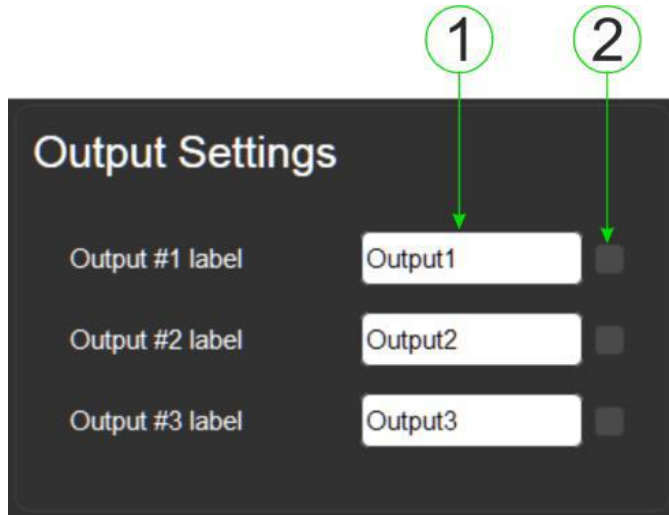 1 2
Output Settings
Output #1 label Output1
Output #2 label Output2
Output #3 label Output3